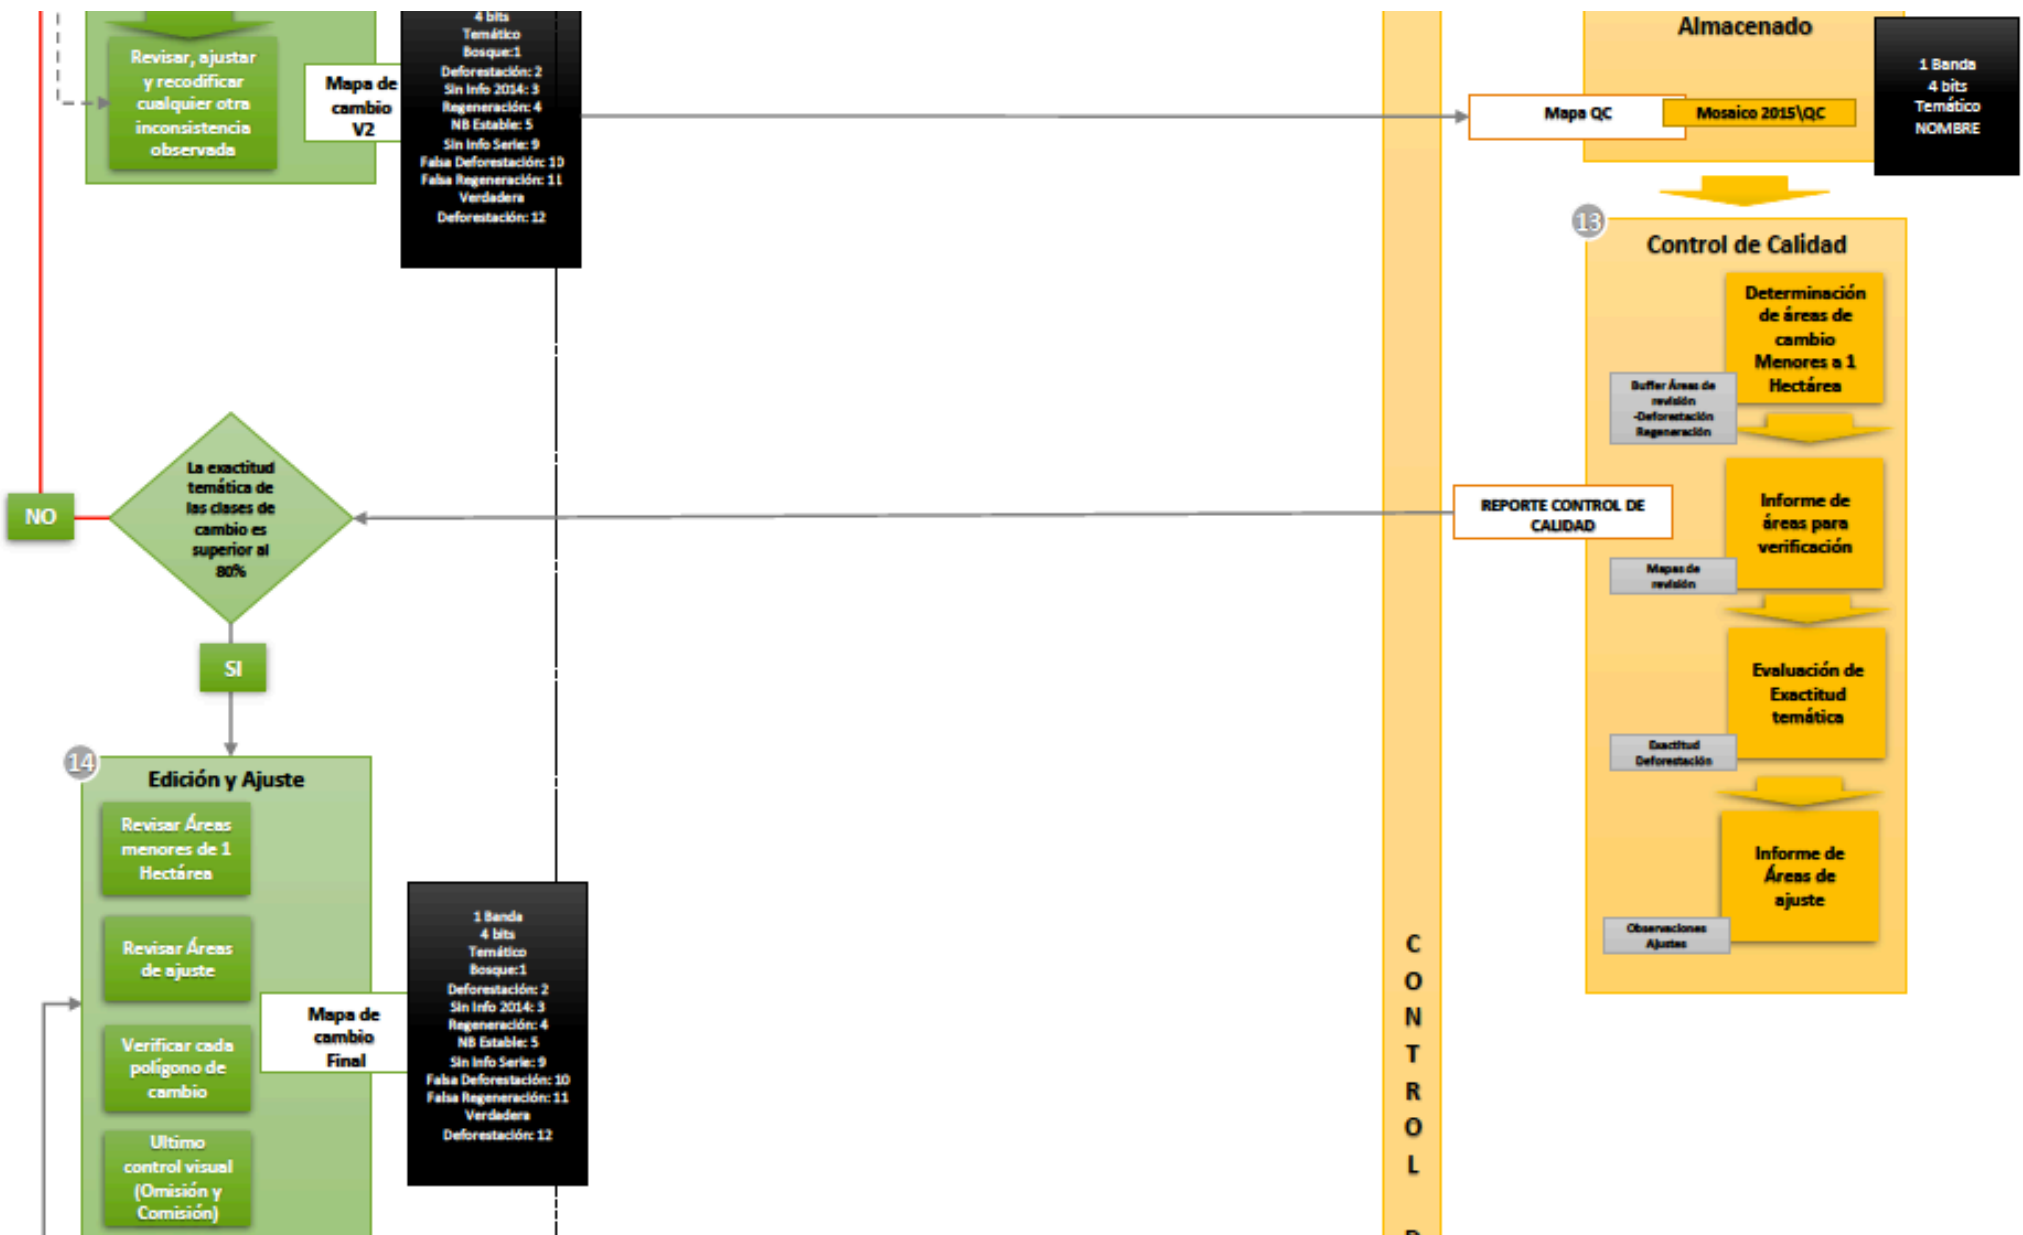 Revisar, ajustar
y recodificar
cualquier otra
inconsistencia
observada
Mapa de
cambio
V2
4 bits
Temático
Bosque:1
Deforestación: 2
Sin Info 2014: 3
Regeneración: 4
NB Estable: 5
Sin Info Serie: 9
Falsa Deforestación: 10
Falsa Regeneración: 11
Verdadera
Deforestación: 12
Almacenado
Mapa QC
Mosaico 2015\QC
1 Banda
4 bits
Temático
NOMBRE
13
Control de Calidad
Determinación
de áreas de
cambio
Menores a 1
Hectárea
Buffer Áreas de
revisión
-Deforestación
Regeneración
Informe de
áreas para
verificación
Mapas de
revisión
REPORTE CONTROL DE
CALIDAD
Evaluación de
Exactitud
temática
Exactitud
Deforestación
Informe de
Áreas de
ajuste
Observaciones
Ajustes
La exactitud
temática de
las clases de
cambio es
superior al
80%
NO
SI
14
Edición y Ajuste
Revisar Áreas
menores de 1
Hectárea
Revisar Áreas
de ajuste
Verificar cada
polígono de
cambio
Ultimo
control visual
(Omisión y
Comisión)
Mapa de
cambio
Final
1 Banda
4 bits
Temático
Bosque:1
Deforestación: 2
Sin Info 2014: 3
Regeneración: 4
NB Estable: 5
Sin Info Serie: 9
Falsa Deforestación: 10
Falsa Regeneración: 11
Verdadera
Deforestación: 12
C
O
N
T
R
O
L